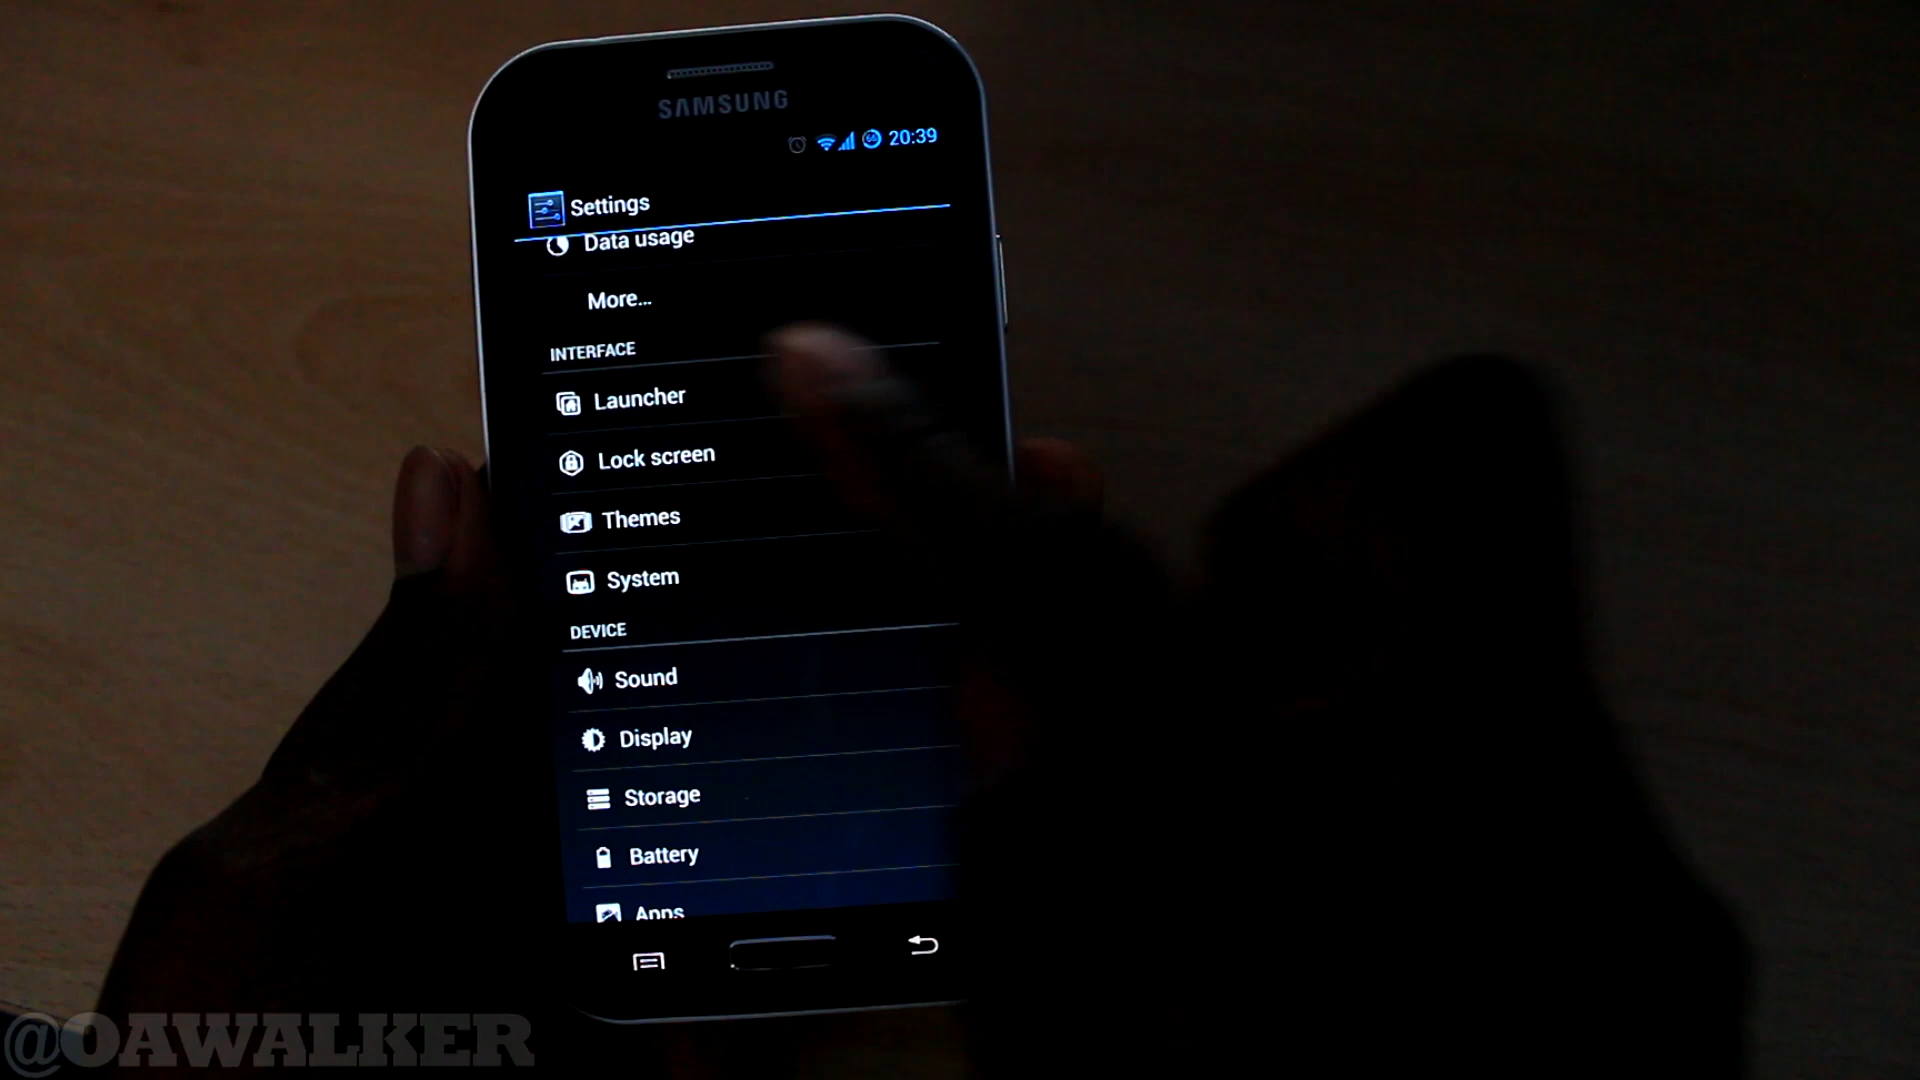 SAMSUNG
20:39
Settings
Data usage
More...
INTERFACE
Launcher
Lock screen
Themes
System
DEVICE
Sound
Display
Storage
Battery
Apps
@OAWALKER